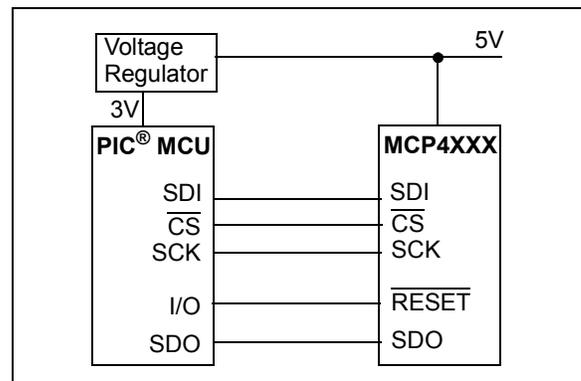 Voltage
Regulator
5V
3V
PIC® MCU
MCP4XXX
SDI
SDI
CS
CS
SCK
SCK
I/O
RESET
SDO
SDO